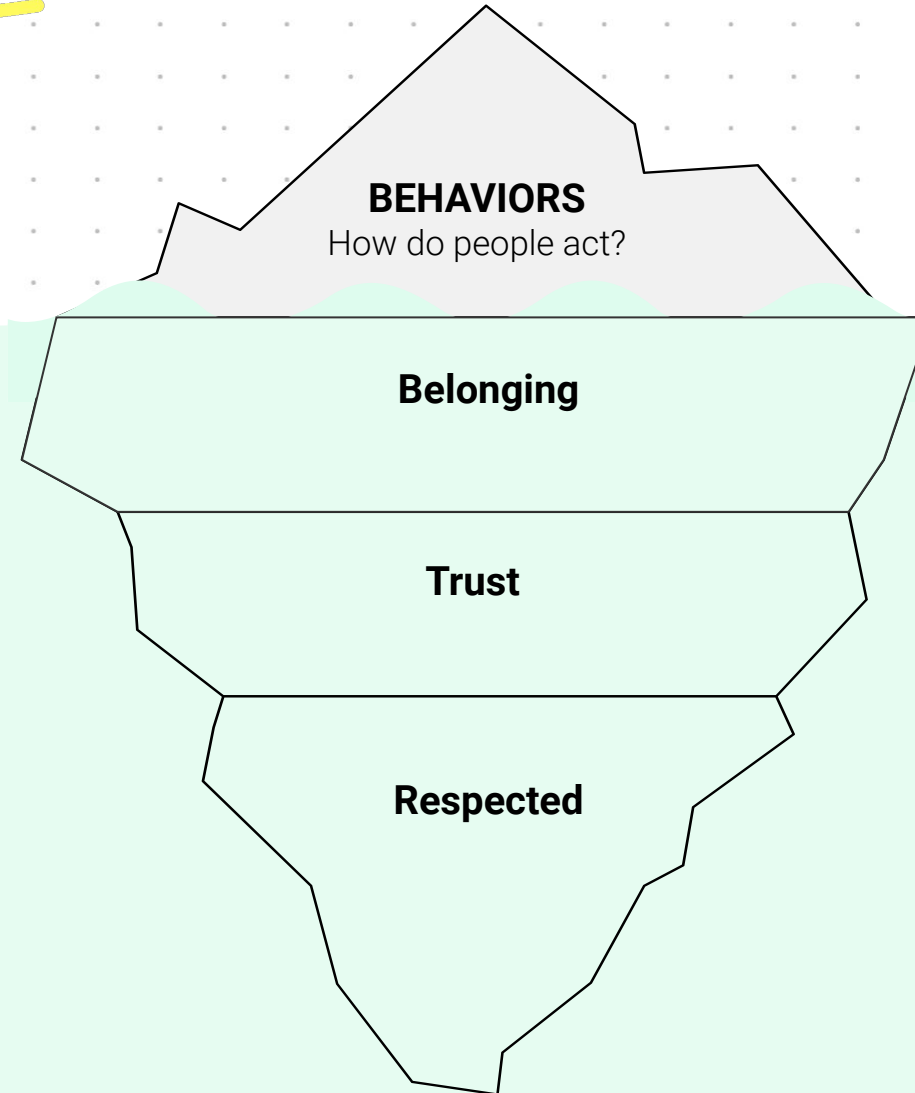 BEHAVIORS
How do people act?
Belonging
Trust
Respected